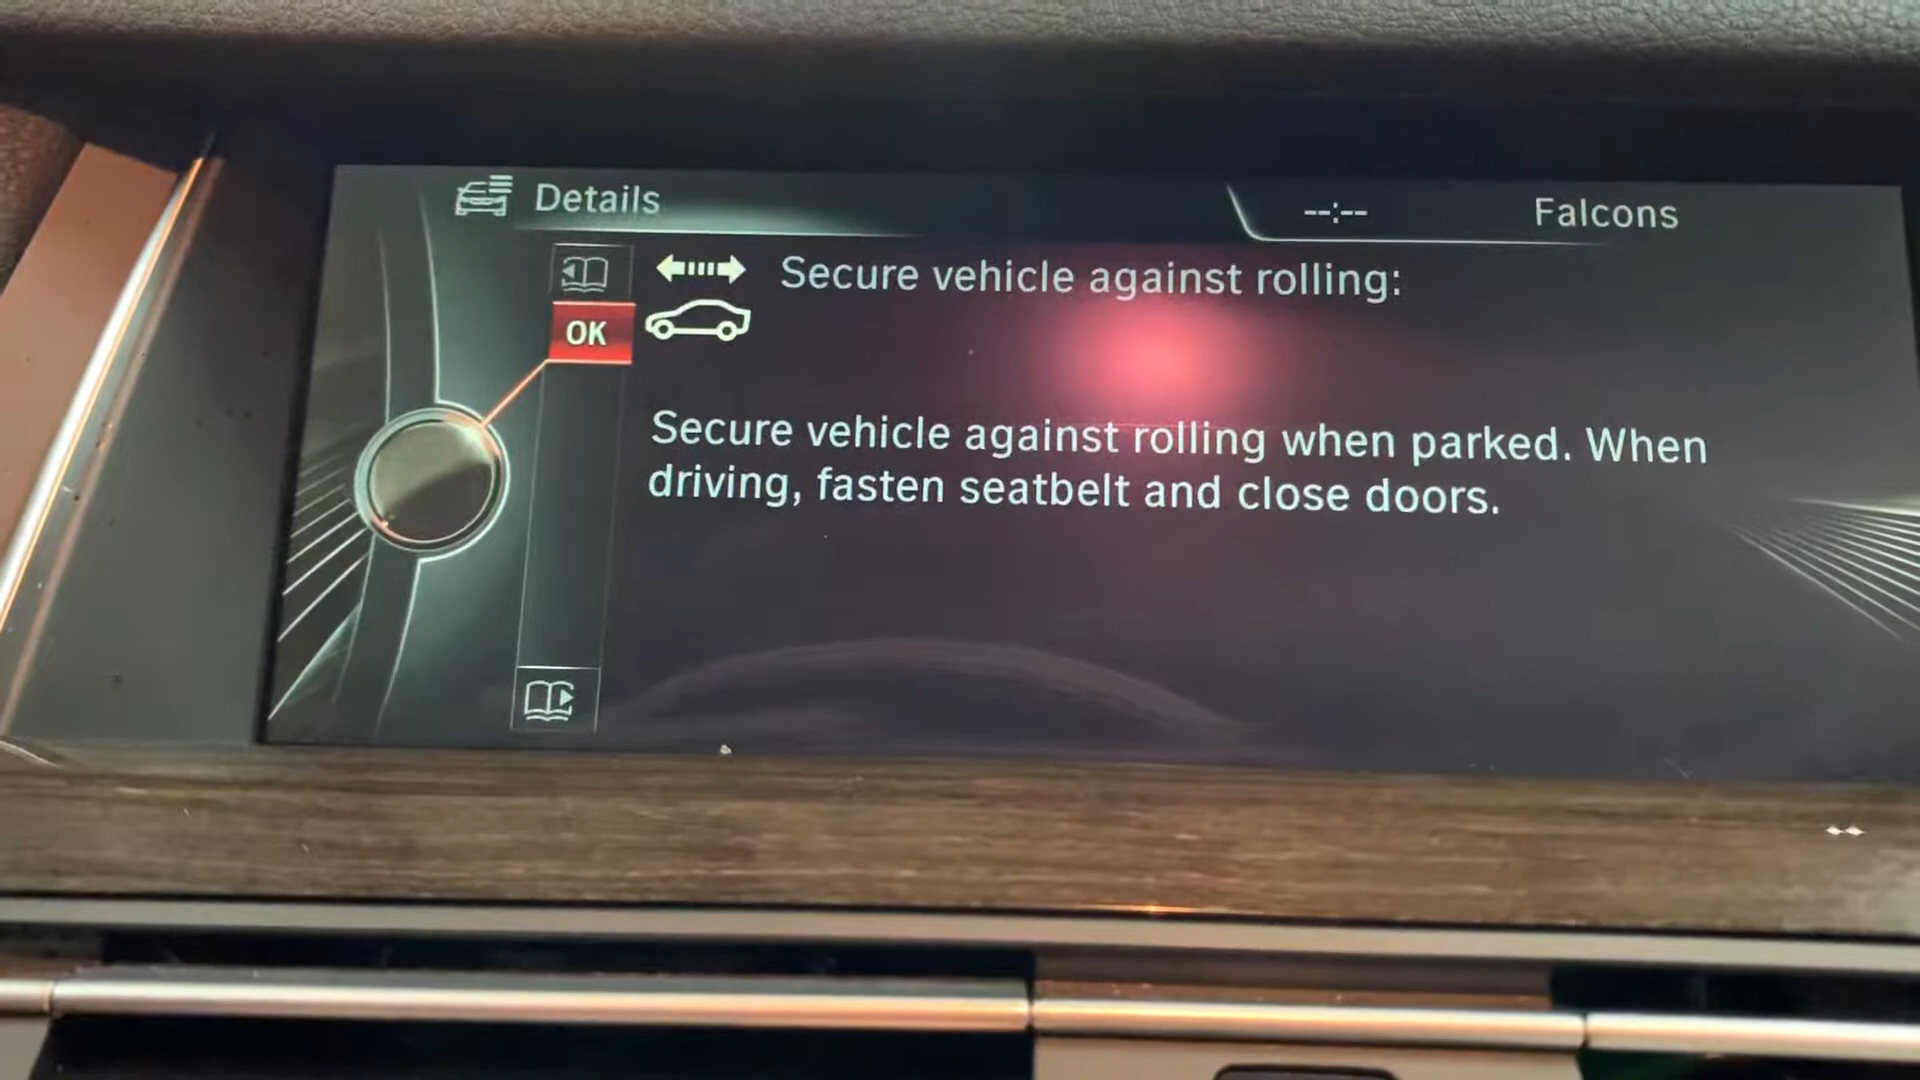 Details
--:-- Falcons
Secure vehicle against rolling:
OK
Secure vehicle against rolling when parked. When
driving, fasten seatbelt and close doors.